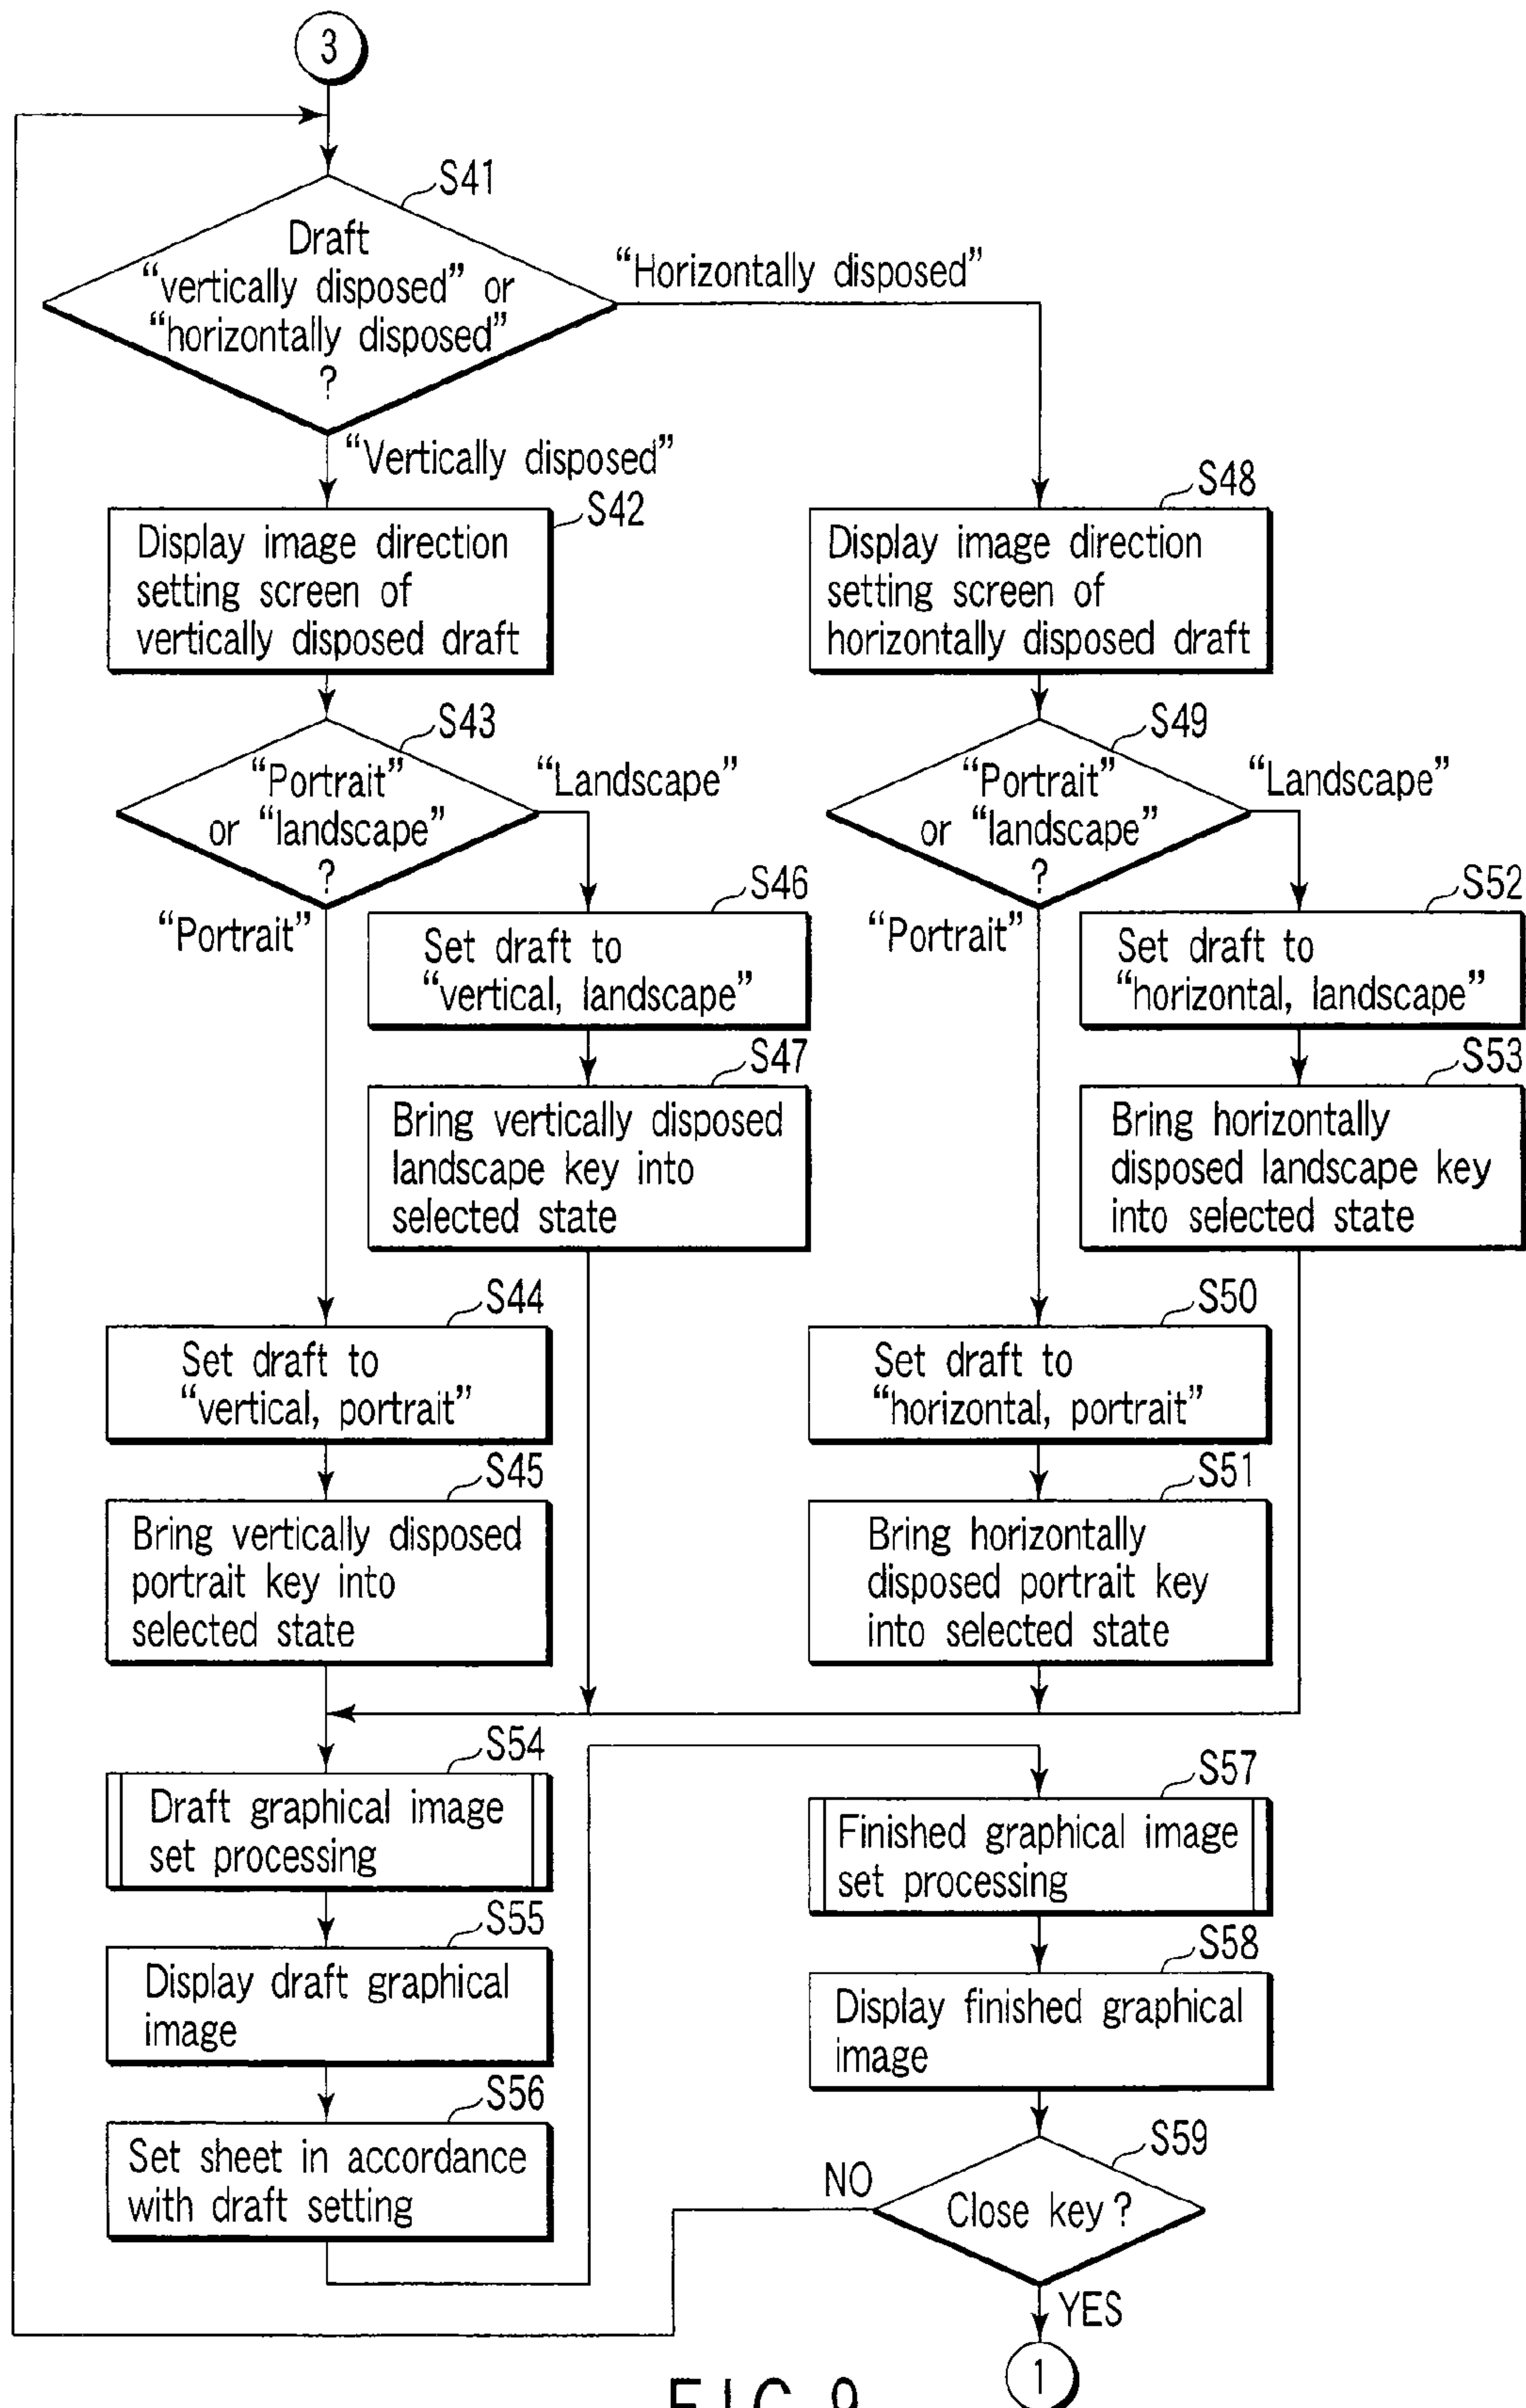 3
S41
Draft
“vertically disposed” or
“horizontally disposed”
?
“Horizontally disposed”
“Vertically disposed”
S42
Display image direction
setting screen of
vertically disposed draft
S48
Display image direction
setting screen of
horizontally disposed draft
S43
“Portrait”
or “landscape”
?
“Landscape”
“Portrait”
S49
“Portrait”
or “landscape”
?
“Landscape”
“Portrait”
S46
Set draft to
“vertical, landscape”
S52
Set draft to
“horizontal, landscape”
S47
Bring vertically disposed
landscape key into
selected state
S53
Bring horizontally
disposed landscape key
into selected state
S44
Set draft to
“vertical, portrait”
S50
Set draft to
“horizontal, portrait”
S45
Bring vertically disposed
portrait key into
selected state
S51
Bring horizontally
disposed portrait key
into selected state
S54
Draft graphical image
set processing
S57
Finished graphical image
set processing
S55
Display draft graphical
image
S58
Display finished graphical
image
S56
Set sheet in accordance
with draft setting
S59
Close key?
NO
YES
1
FIG. 9